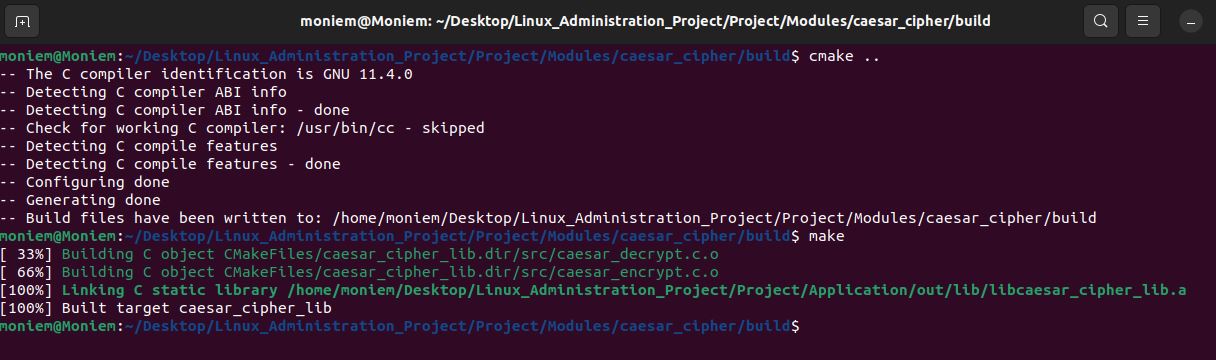 moniem@Moniem: ~/Desktop/Linux_Administration_Project/Project/Modules/caesar_cipher/build
moniem@Moniem:~/Desktop/Linux_Administration_Project/Project/Modules/caesar_cipher/build$ cmake ..
-- The C compiler identification is GNU 11.4.0
-- Detecting C compiler ABI info
-- Detecting C compiler ABI info - done
-- Check for working C compiler: /usr/bin/cc - skipped
-- Detecting C compile features
-- Detecting C compile features - done
-- Configuring done
-- Generating done
-- Build files have been written to: /home/moniem/Desktop/Linux_Administration_Project/Project/Modules/caesar_cipher/build
moniem@Moniem:~/Desktop/Linux_Administration_Project/Project/Modules/caesar_cipher/build$ make
[ 33%] Building C object CMakeFiles/caesar_cipher_lib.dir/src/caesar_decrypt.c.o
[ 66%] Building C object CMakeFiles/caesar_cipher_lib.dir/src/caesar_encrypt.c.o
[100%] Linking C static library /home/moniem/Desktop/Linux_Administration_Project/Project/Application/out/lib/libcaesar_cipher_lib.a
[100%] Built target caesar_cipher_lib
moniem@Moniem:~/Desktop/Linux_Administration_Project/Project/Modules/caesar_cipher/build$